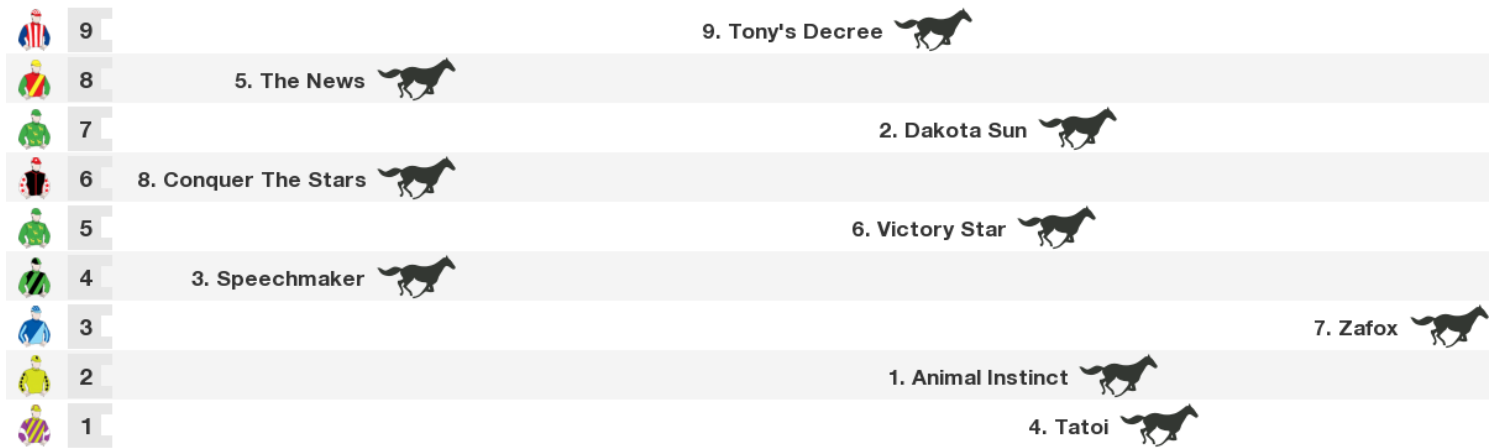 9 9. Tony's Decree
8 5. The News
7 2. Dakota Sun
6 8. Conquer The Stars
5 6. Victory Star
4 3. Speechmaker
3 7. Zafox
2 1. Animal Instinct
1 4. Tatoi